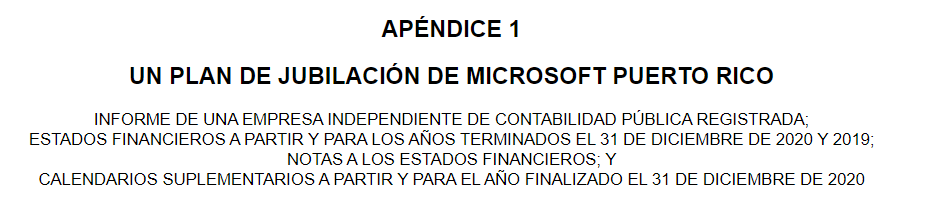 APÉNDICE 1
UN PLAN DE JUBILACIÓN DE MICROSOFT PUERTO RICO
INFORME DE UNA EMPRESA INDEPENDIENTE DE CONTABILIDAD PÚBLICA REGISTRADA;
ESTADOS FINANCIEROS A PARTIR Y PARA LOS AÑOS TERMINADOS EL 31 DE DICIEMBRE DE 2020 Y 2019;
NOTAS A LOS ESTADOS FINANCIEROS; Y
CALENDARIOS SUPLEMENTARIOS A PARTIR Y PARA EL AÑO FINALIZADO EL 31 DE DICIEMBRE DE 2020